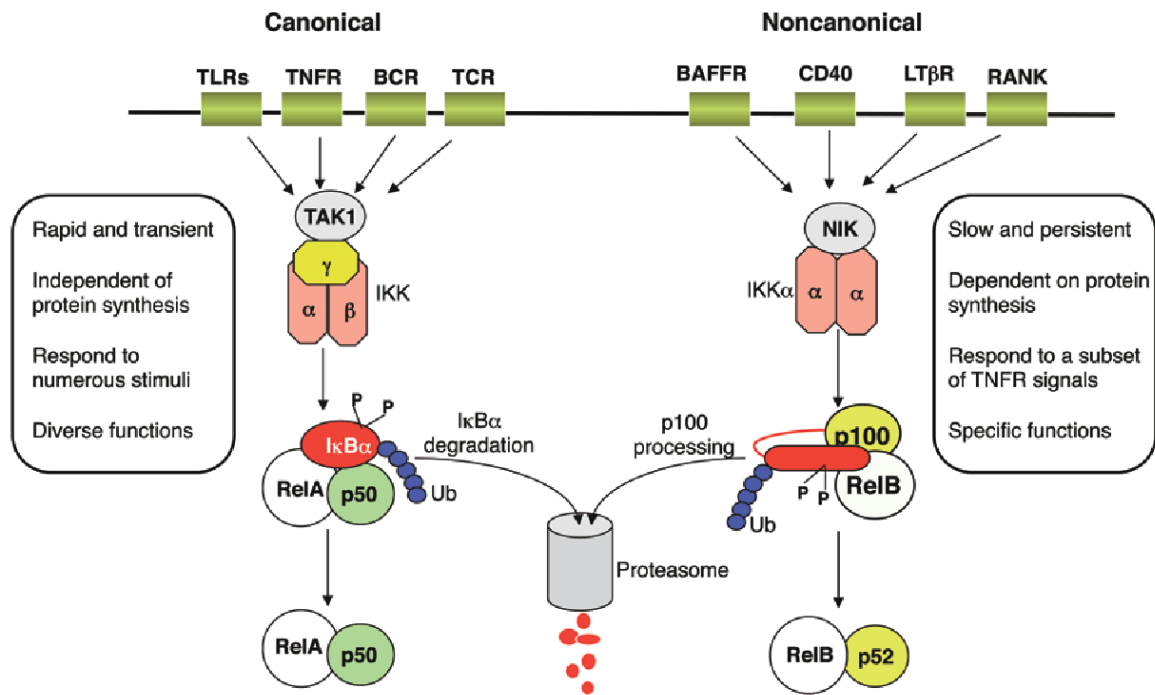 Canonical
Noncanonical
TLRs
TNFR
BCR
TCR
BAFFR
CD40
LTβR
RANK
Rapid and transient
Independent of
protein synthesis
Respond to
numerous stimuli
Diverse functions
TAK1
γ
α
β
IKK
NIK
IKKα
α
α
Slow and persistent
Dependent on protein
synthesis
Respond to a subset
of TNFR signals
Specific functions
P
P
IκBα
RelA
p50
Ub
IκBα
degradation
p100
processing
p100
RelB
P
P
Ub
Proteasome
RelA
p50
RelB
p52